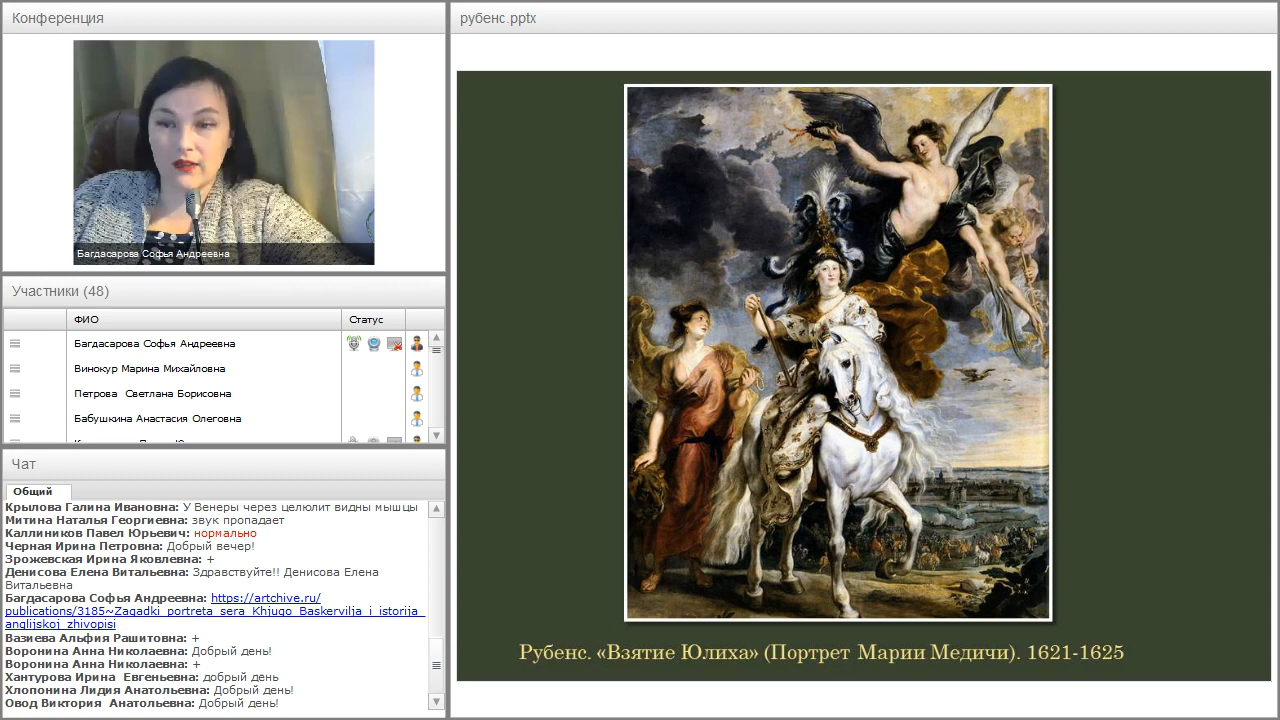 Конференция
Багдасарова Софья Андреевна
Участники (48)
ФИО
Статус
Багдасарова Софья Андреевна
Винокур Марина Михайловна
Петрова Светлана Борисовна
Бабушкина Анастасия Олеговна
Чат
Общий
Крылова Галина Ивановна: У Венеры через целюлит видны мышцы
Митина Наталья Георгиевна: звук пропадает
Каллиников Павел Юрьевич: нормально
Черная Ирина Петровна: Добрый вечер!
Зрожевская Ирина Яковлевна: +
Денисова Елена Витальевна: Здравствуйте!! Денисова Елена
Витальевна
Багдасарова Софья Андреевна: https://artchive.ru/
publications/3185~Zagadki_portreta_sera_Khjugo_Baskervilja_i_istorija_
anglijskoj_zhivopisi
Вазиева Альфия Рашитовна: +
Воронина Анна Николаевна: Добрый день!
Воронина Анна Николаевна: +
Хантурова Ирина Евгеньевна: добрый день
Хлопонина Лидия Анатольевна: Добрый день!
Овод Виктория Анатольевна: Добрый день!
рубенс.pptx
Рубенс. «Взятие Юлиха» (Портрет Марии Медичи). 1621-1625